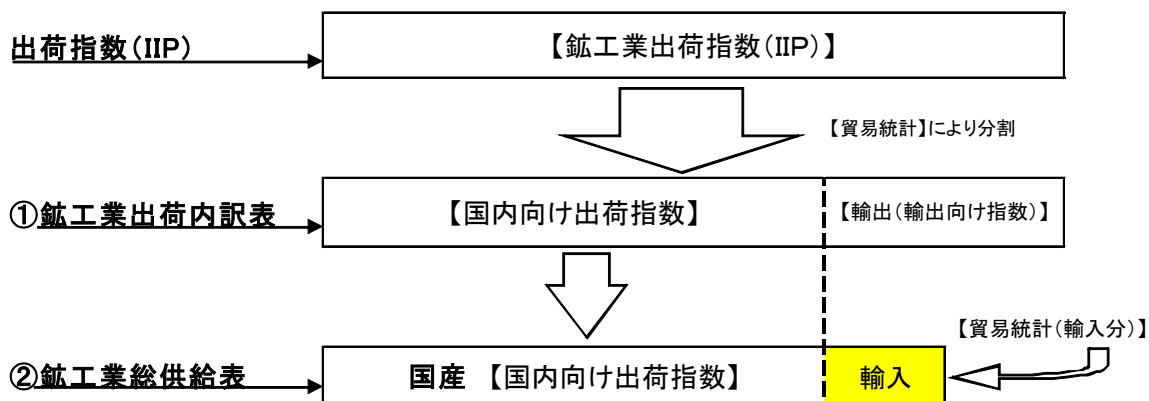 出荷指数(IIP)
【鉱工業出荷指数(IIP)】
【貿易統計】により分割
①鉱工業出荷内訳表
【国内向け出荷指数】
【輸出(輸出向け指数)】
【貿易統計(輸入分)】
②鉱工業総供給表
国産 【国内向け出荷指数】
輸入